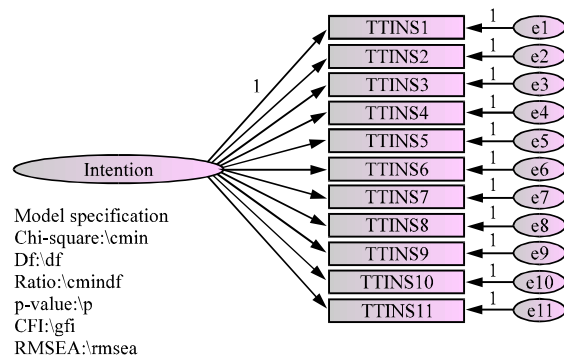 TTINS1 1 e1
TTINS2 1 e2
1 TTINS3 1 e3
TTINS4 1 e4
TTINS5 1 e5
Intention TTINS6 1 e6
TTINS7 1 e7
TTINS8 1 e8
TTINS9 1 e9
TTINS10 1 e10
TTINS11 1 e11
Model specification
Chi-square:\cmin
Df:\df
Ratio:\cmindf
p-value:\p
CFI:\gfi
RMSEA:\rmsea